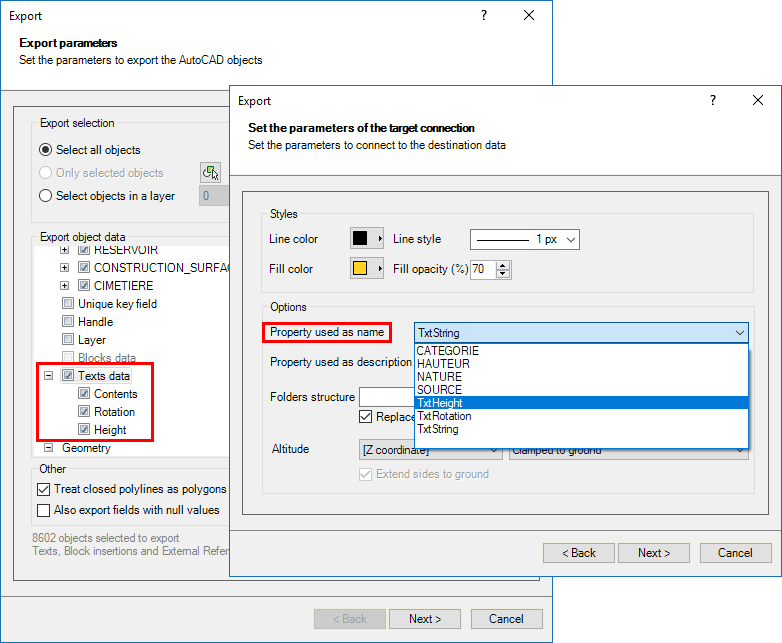 Export
?
Export parameters
Set the parameters to export the AutoCAD objects
Export selection
Select all objects
Only selected objects
Select objects in a layer
0
Export object data
RESERVOIR
CONSTRUCTION_SURFA
CIMETIERE
Unique key field
Handle
Layer
Blocks data
Texts data
Contents
Rotation
Height
Geometry
Other
Treat closed polylines as polygons
Also export fields with null values
8602 objects selected to export
Texts, Block insertions and External Refer
< Back
Next >
Cancel
Export
?
Set the parameters of the target connection
Set the parameters to connect to the destination data
Styles
Line color
Line style
1 px
Fill color
Fill opacity (%)
70
Options
Property used as name
TxtString
CATEGORIE
HAUTEUR
NATURE
SOURCE
TxtHeight
TxtRotation
TxtString
Property used as description
Folders structure
Replace
Altitude
[Z coordinate]
Clamped to ground
Extend sides to ground
< Back
Next >
Cancel